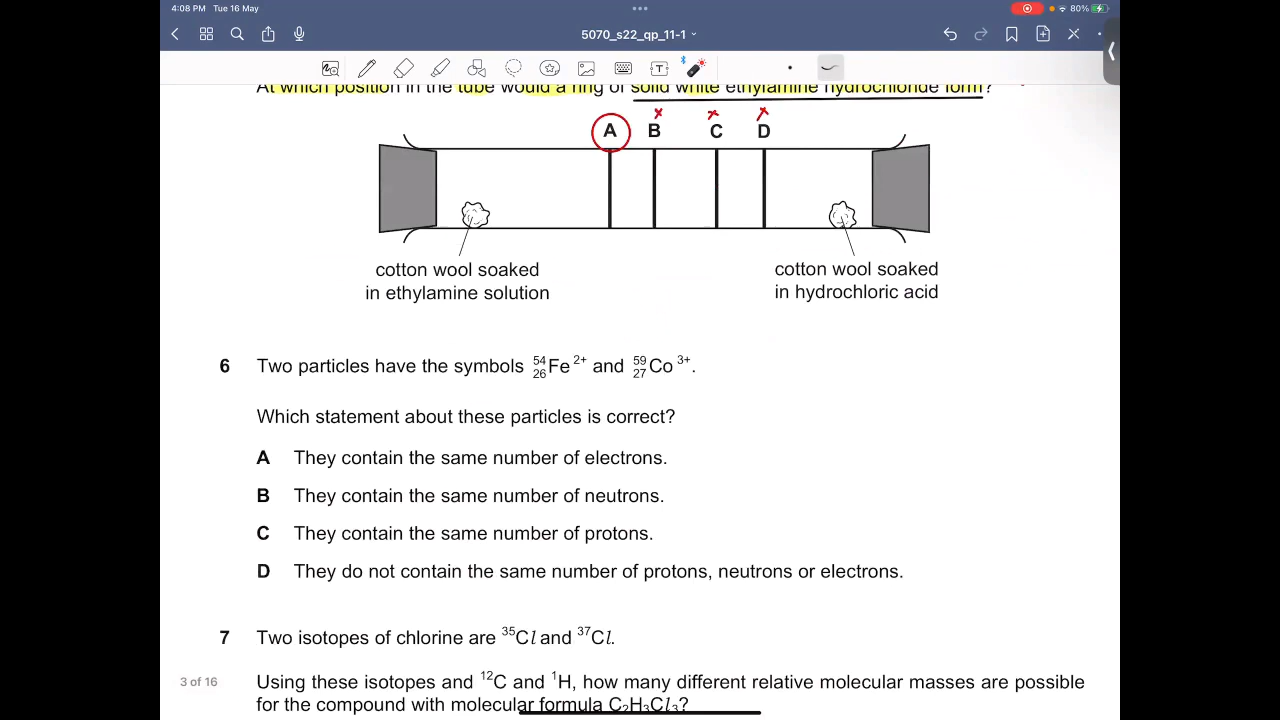 4:08 PM Tue 16 May
80%
5070_s22_qp_11-1
At which position in the tube would a ring of solid white ethylamine hydrochloride form?
A B C D
cotton wool soaked
in ethylamine solution
cotton wool soaked
in hydrochloric acid
6 Two particles have the symbols ⁵⁴₂₆Fe²⁺ and ⁵⁹₂₇Co³⁺.
Which statement about these particles is correct?
A They contain the same number of electrons.
B They contain the same number of neutrons.
C They contain the same number of protons.
D They do not contain the same number of protons, neutrons or electrons.
7 Two isotopes of chlorine are ³⁵Cl and ³⁷Cl.
3 of 16
Using these isotopes and ¹²C and ¹H, how many different relative molecular masses are possible
for the compound with molecular formula C₂H₃Cl₃?